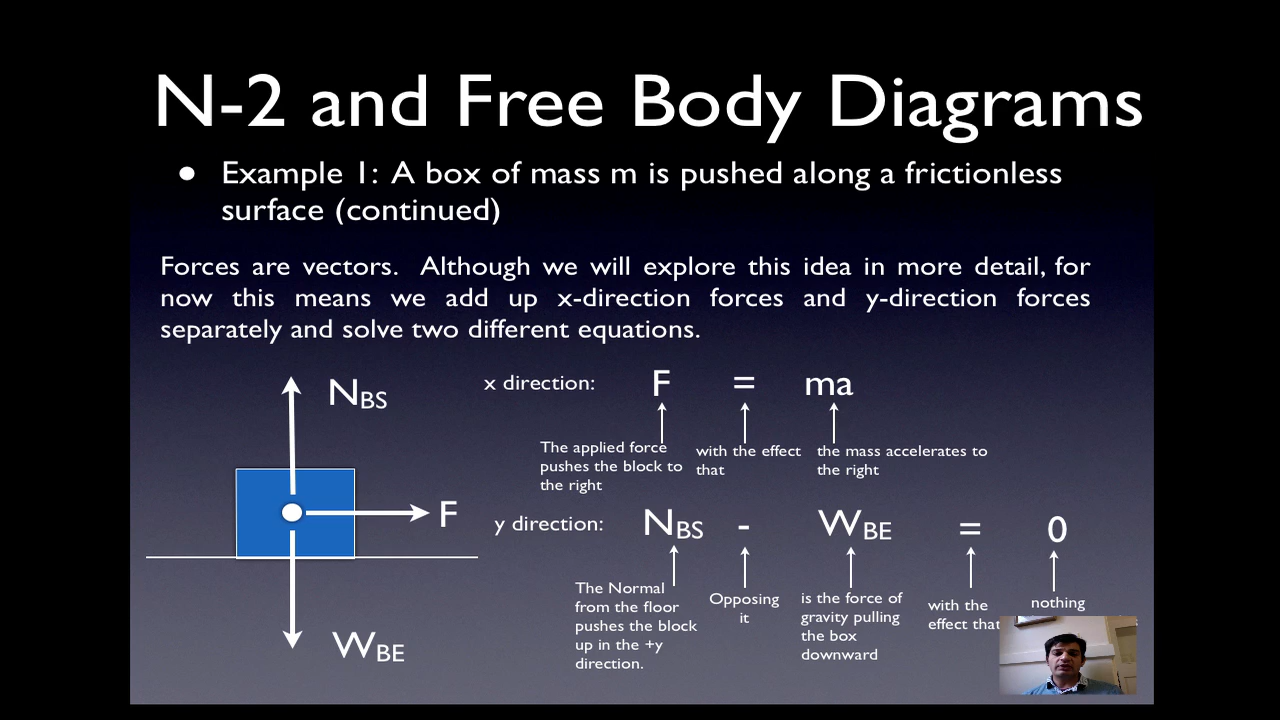 N-2 and Free Body Diagrams
• Example 1: A box of mass m is pushed along a frictionless
surface (continued)
Forces are vectors. Although we will explore this idea in more detail, for
now this means we add up x-direction forces and y-direction forces
separately and solve two different equations.
NBS
F
WBE
x direction: F = ma
The applied force
pushes the block to
the right
with the effect
that
the mass accelerates to
the right
y direction: NBS - WBE = 0
The Normal
from the floor
pushes the block
up in the +y
direction.
Opposing
it
is the force of
gravity pulling
the box
downward
with the
effect that
nothing